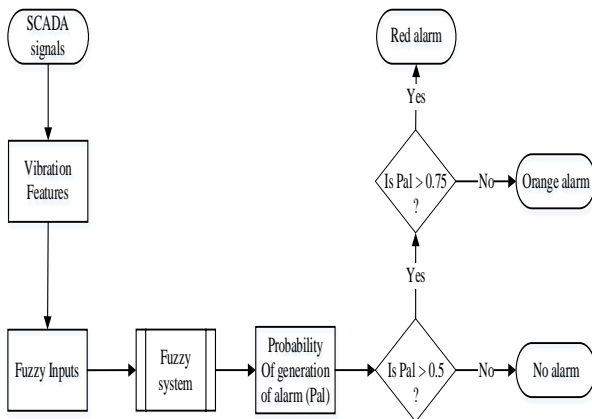 SCADA
signals
Vibration
Features
Fuzzy Inputs
Fuzzy
system
Probability
Of generation
of alarm (Pal)
Is Pal > 0.5
?
No
No alarm
Yes
Is Pal > 0.75
?
No
Orange alarm
Yes
Red alarm